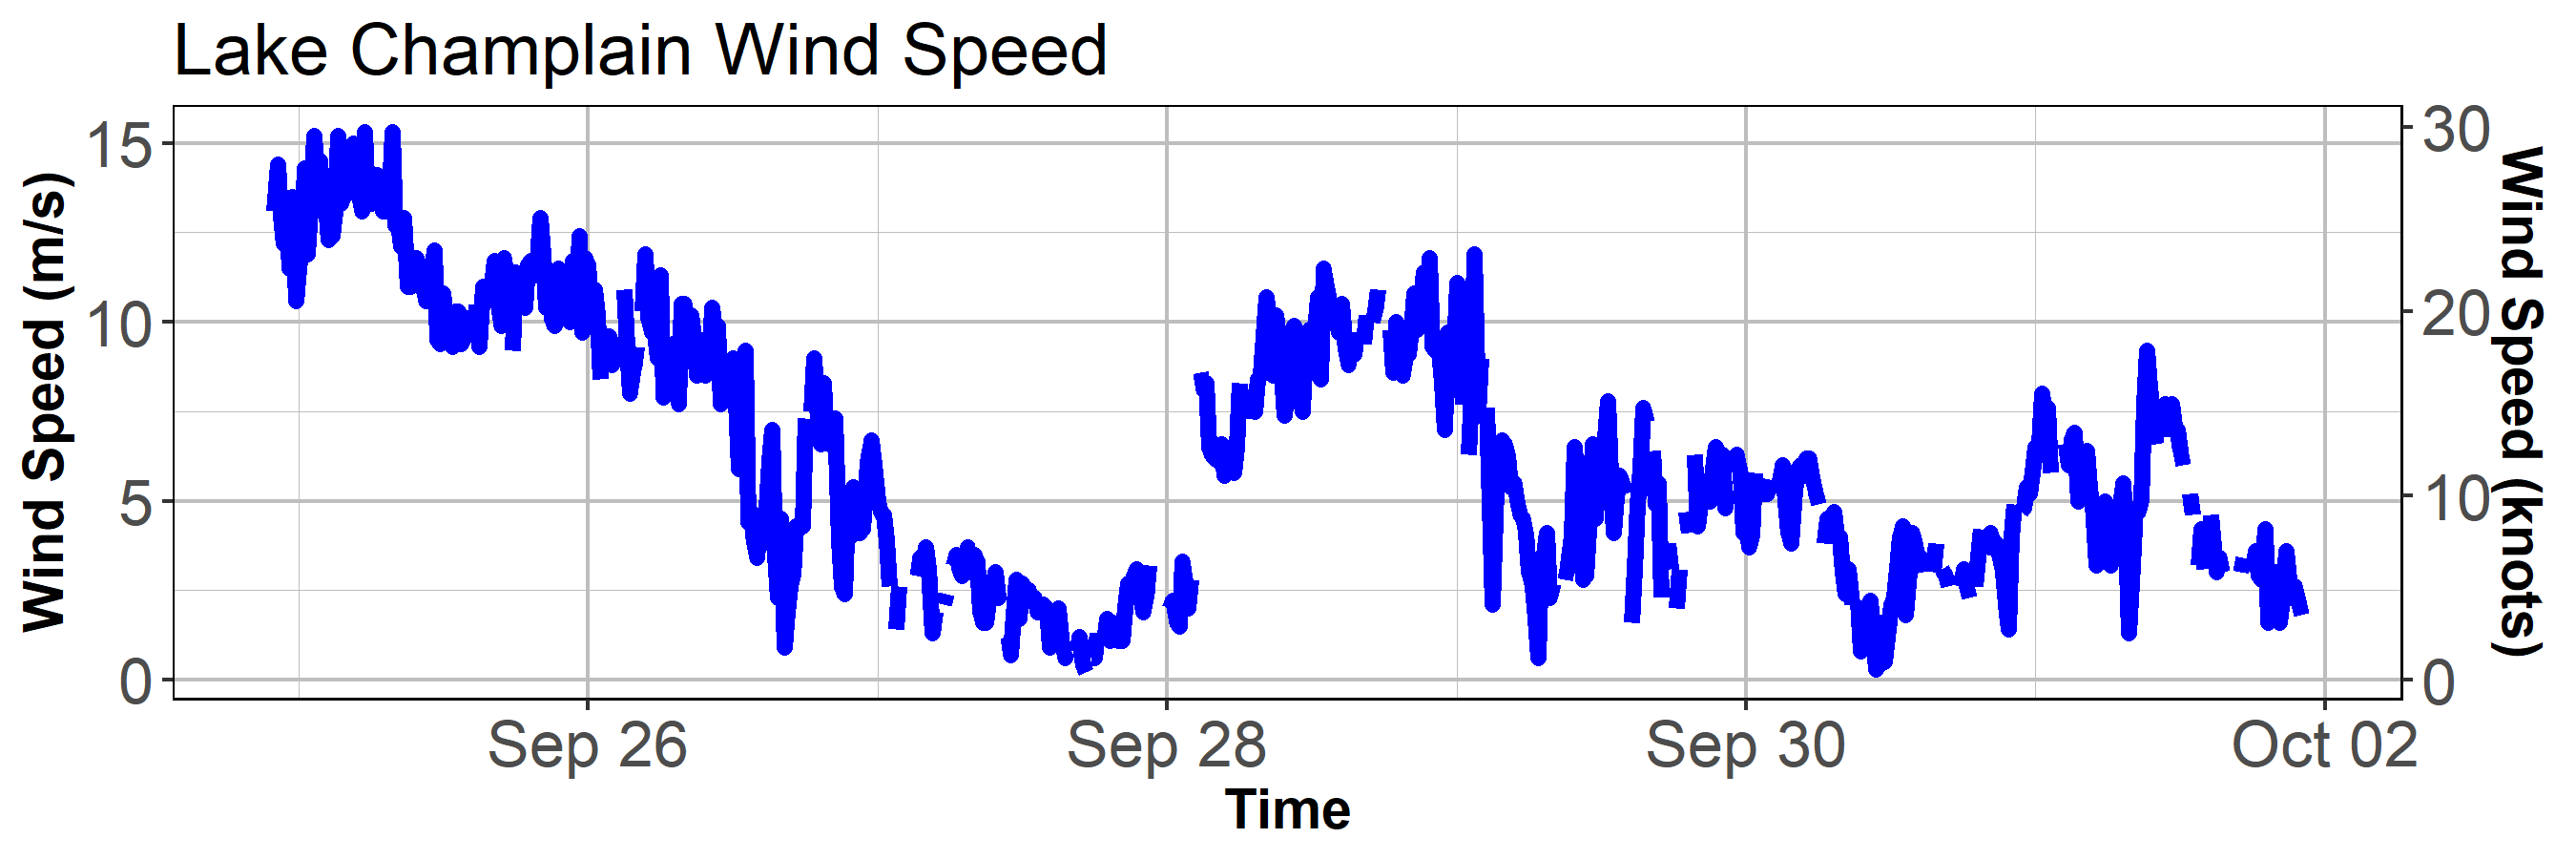 Lake Champlain Wind Speed
Wind Speed (m/s)
15
10
5
0
30
20
10
0
Wind Speed (knots)
Sep 26
Sep 28
Sep 30
Oct 02
Time